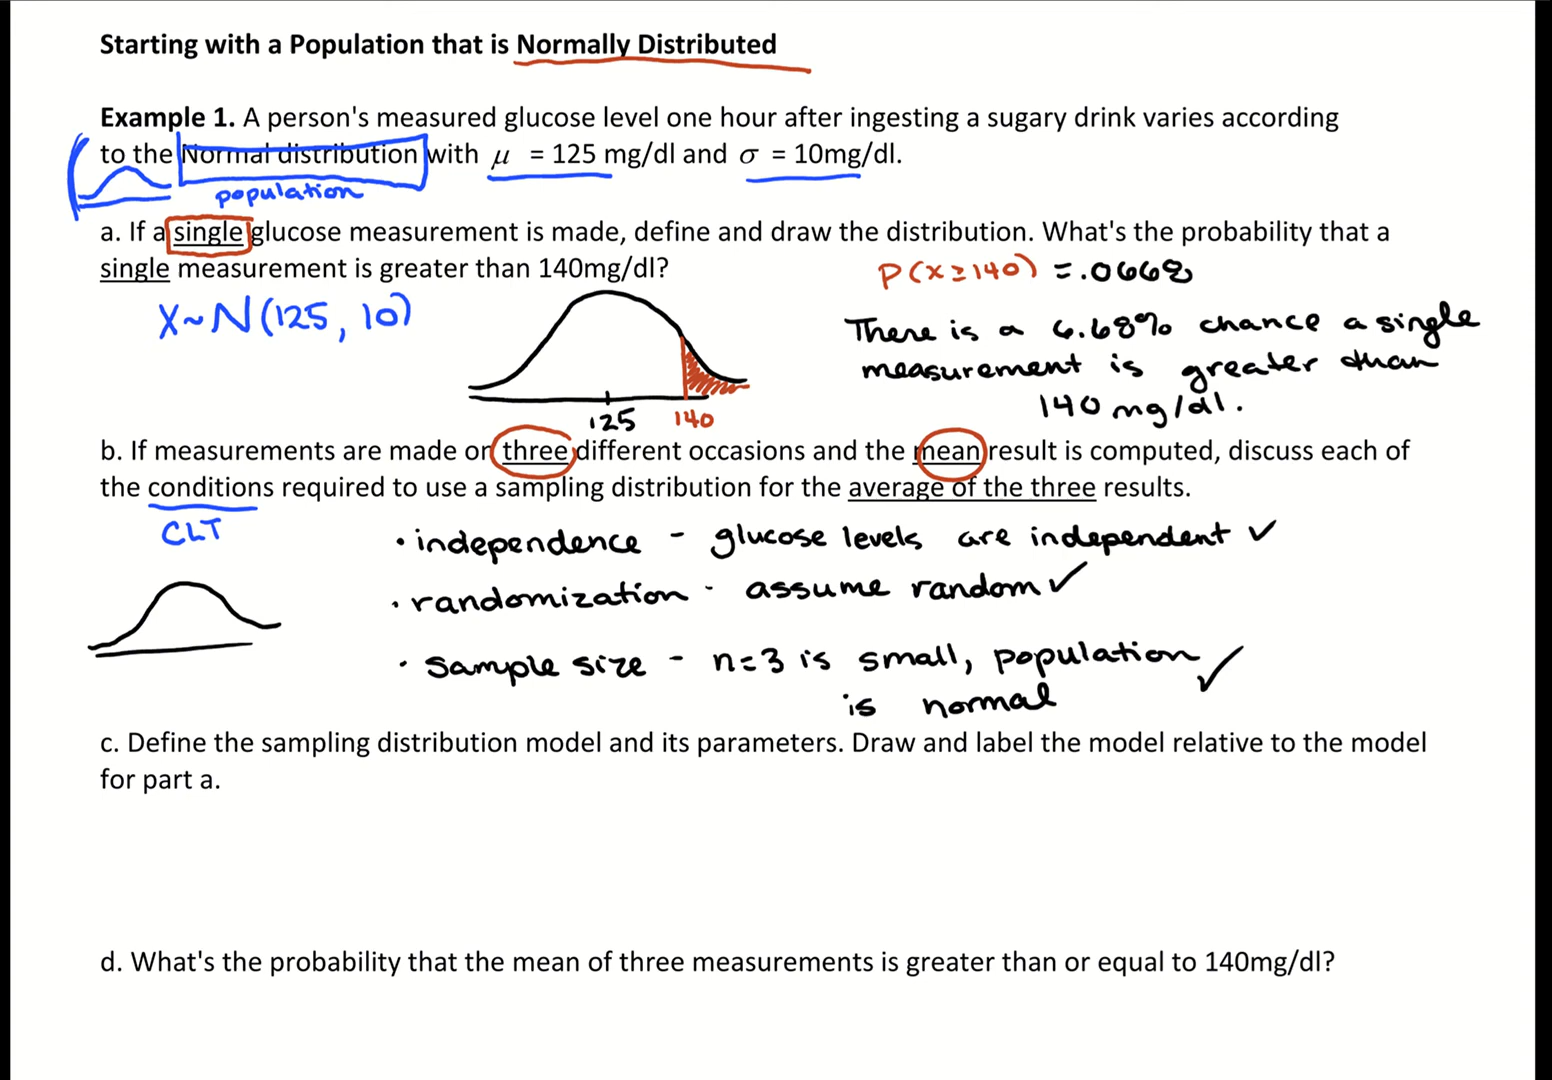 Starting with a Population that is Normally Distributed
Example 1. A person's measured glucose level one hour after ingesting a sugary drink varies according
to the Normal distribution with μ = 125 mg/dl and σ = 10mg/dl.
population
a. If a single glucose measurement is made, define and draw the distribution. What's the probability that a
single measurement is greater than 140mg/dl?
P(x≥140) = .0668
X~N(125, 10)
There is a 6.68% chance a single
measurement is greater than
140 mg/dl.
125 140
b. If measurements are made on three different occasions and the mean result is computed, discuss each of
the conditions required to use a sampling distribution for the average of the three results.
CLT
• independence - glucose levels are independent ✓
• randomization - assume random ✓
• sample size - n=3 is small, population ✓
is normal
c. Define the sampling distribution model and its parameters. Draw and label the model relative to the model
for part a.
d. What's the probability that the mean of three measurements is greater than or equal to 140mg/dl?